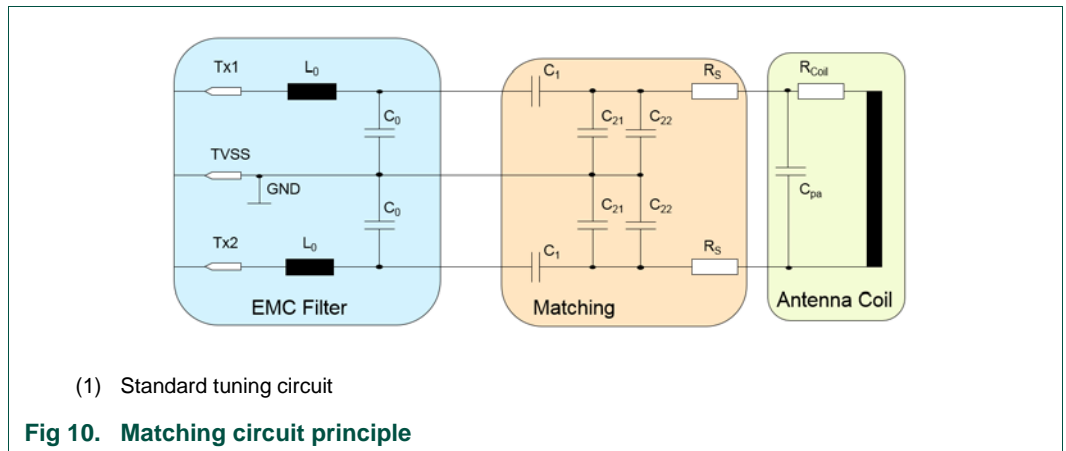 Tx1 L0 C1 RS RCoil
C0 C21 C22
TVSS
GND Cpa
C0 C21 C22
Tx2 L0 C1 RS
EMC Filter Matching Antenna Coil
(1) Standard tuning circuit
Fig 10. Matching circuit principle